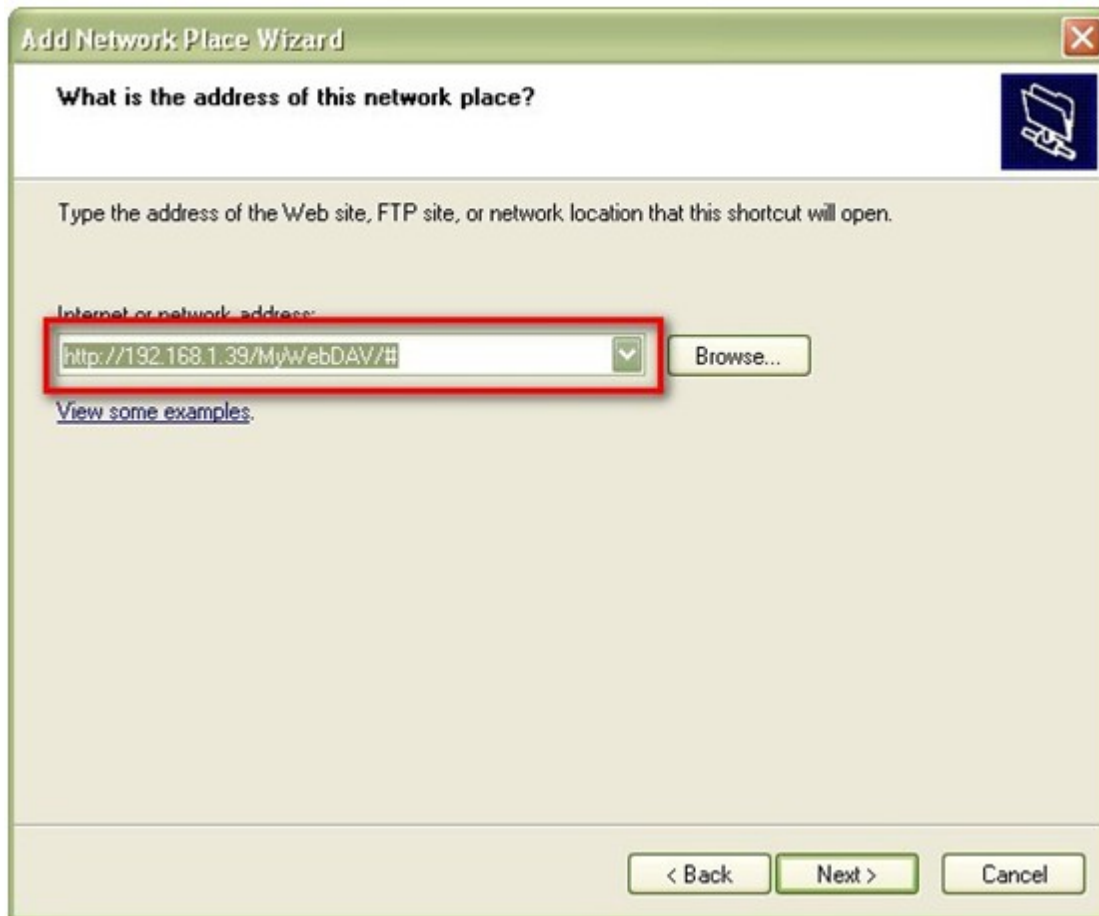 Add Network Place Wizard
What is the address of this network place?
Type the address of the Web site, FTP site, or network location that this shortcut will open.
Internet or network address:
http://192.168.1.39/MyWebDAV/#
Browse...
View some examples.
< Back Next > Cancel